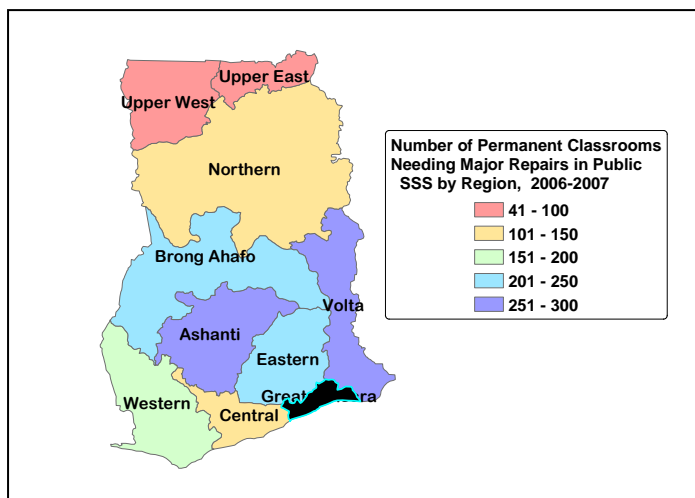 Upper East
Upper West
Northern
Number of Permanent Classrooms
Needing Major Repairs in Public
SSS by Region, 2006-2007
41 - 100
101 - 150
151 - 200
201 - 250
251 - 300
Brong Ahafo
Volta
Ashanti
Eastern
Western
Central